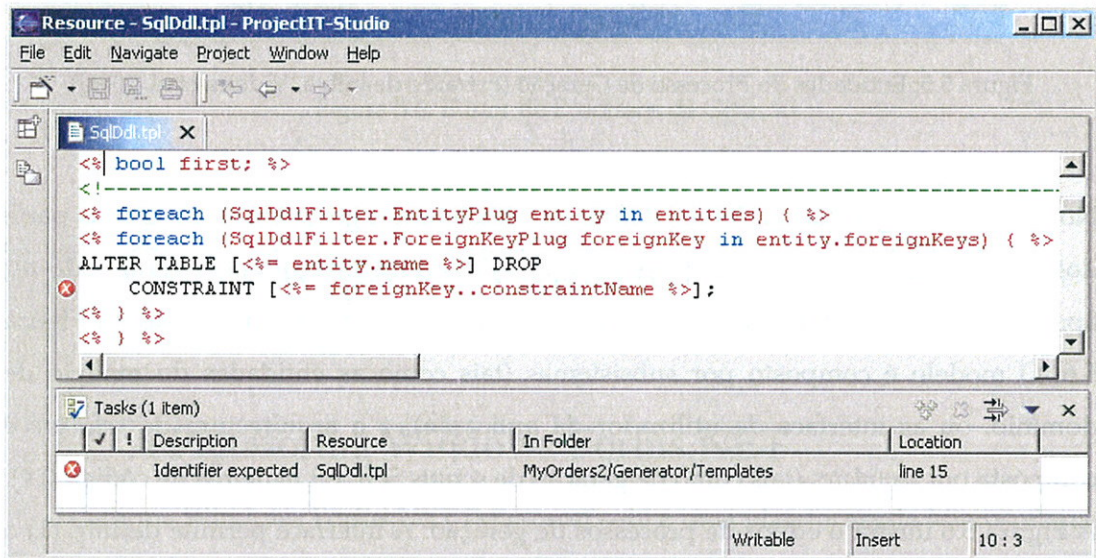 Resource - SqlDdl.tpl - ProjectIT-Studio
File Edit Navigate Project Window Help
SqlDdl.tpl
<% bool first; %>
<!--------------------------------------------------------------------------------
<% foreach (SqlDdlFilter.EntityPlug entity in entities) { %>
<% foreach (SqlDdlFilter.ForeignKeyPlug foreignKey in entity.foreignKeys) { %>
ALTER TABLE [<%= entity.name %>] DROP
CONSTRAINT [<%= foreignKey..constraintName %>];
<% } %>
<% } %>
Tasks (1 item)
! Description Resource In Folder Location
Identifier expected SqlDdl.tpl MyOrders2/Generator/Templates line 15
Writable Insert 10 : 3